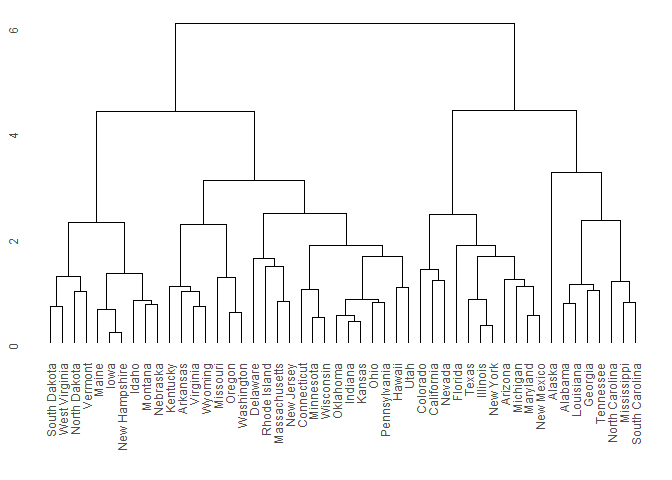 6
4
2
0
South Dakota
West Virginia
North Dakota
Vermont
Maine
Iowa
New Hampshire
Idaho
Montana
Nebraska
Kentucky
Arkansas
Virginia
Wyoming
Missouri
Oregon
Washington
Delaware
Rhode Island
Massachusetts
New Jersey
Connecticut
Minnesota
Wisconsin
Oklahoma
Indiana
Kansas
Ohio
Pennsylvania
Hawaii
Utah
Colorado
California
Nevada
Florida
Texas
Illinois
New York
Arizona
Michigan
Maryland
New Mexico
Alaska
Alabama
Louisiana
Georgia
Tennessee
North Carolina
Mississippi
South Carolina